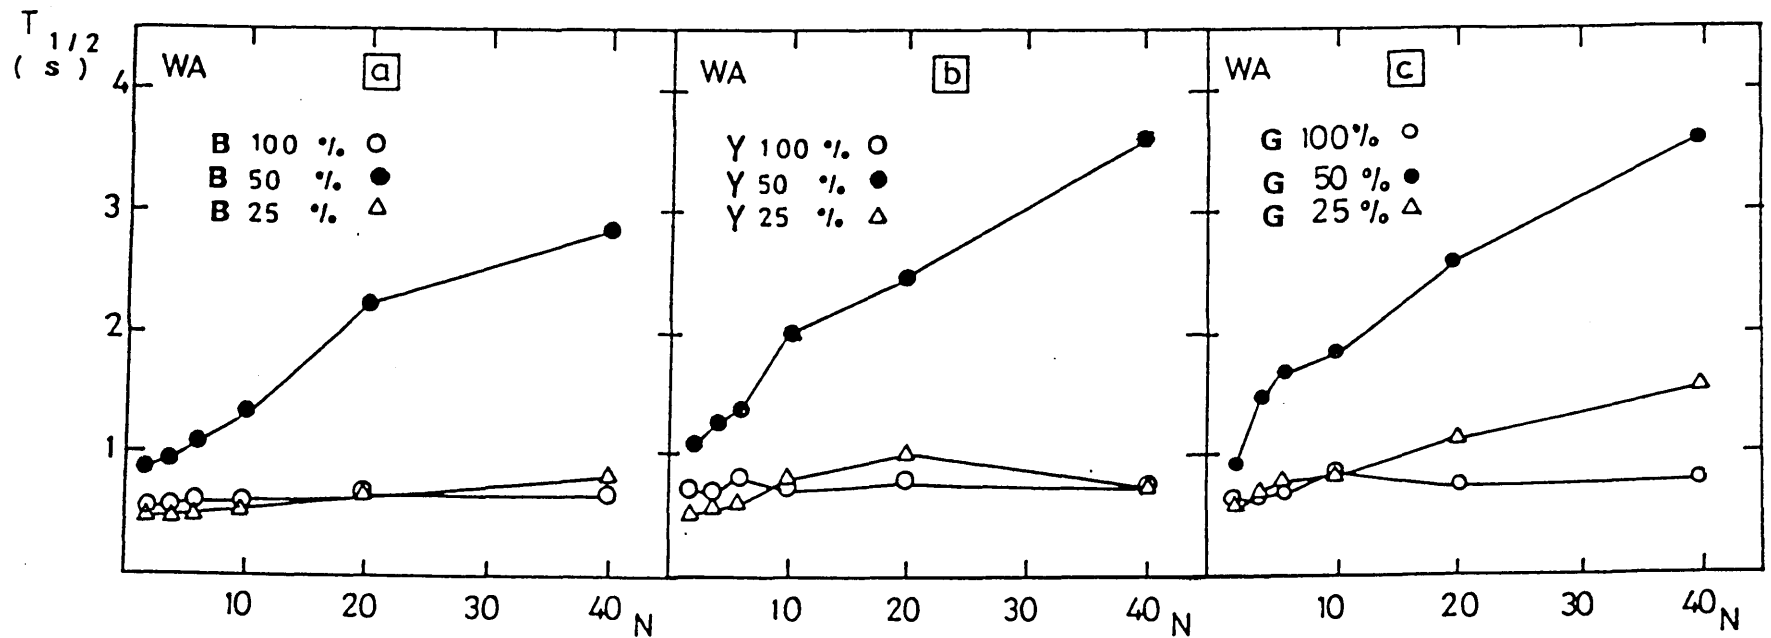 T 1/2
( s )
WA a
B 100 %
B 50 %
B 25 %
4
3
2
1
10 20 30 40 N
WA b
Y 100 %
Y 50 %
Y 25 %
10 20 30 40 N
WA c
G 100%
G 50 %
G 25 %
10 20 30 40 N